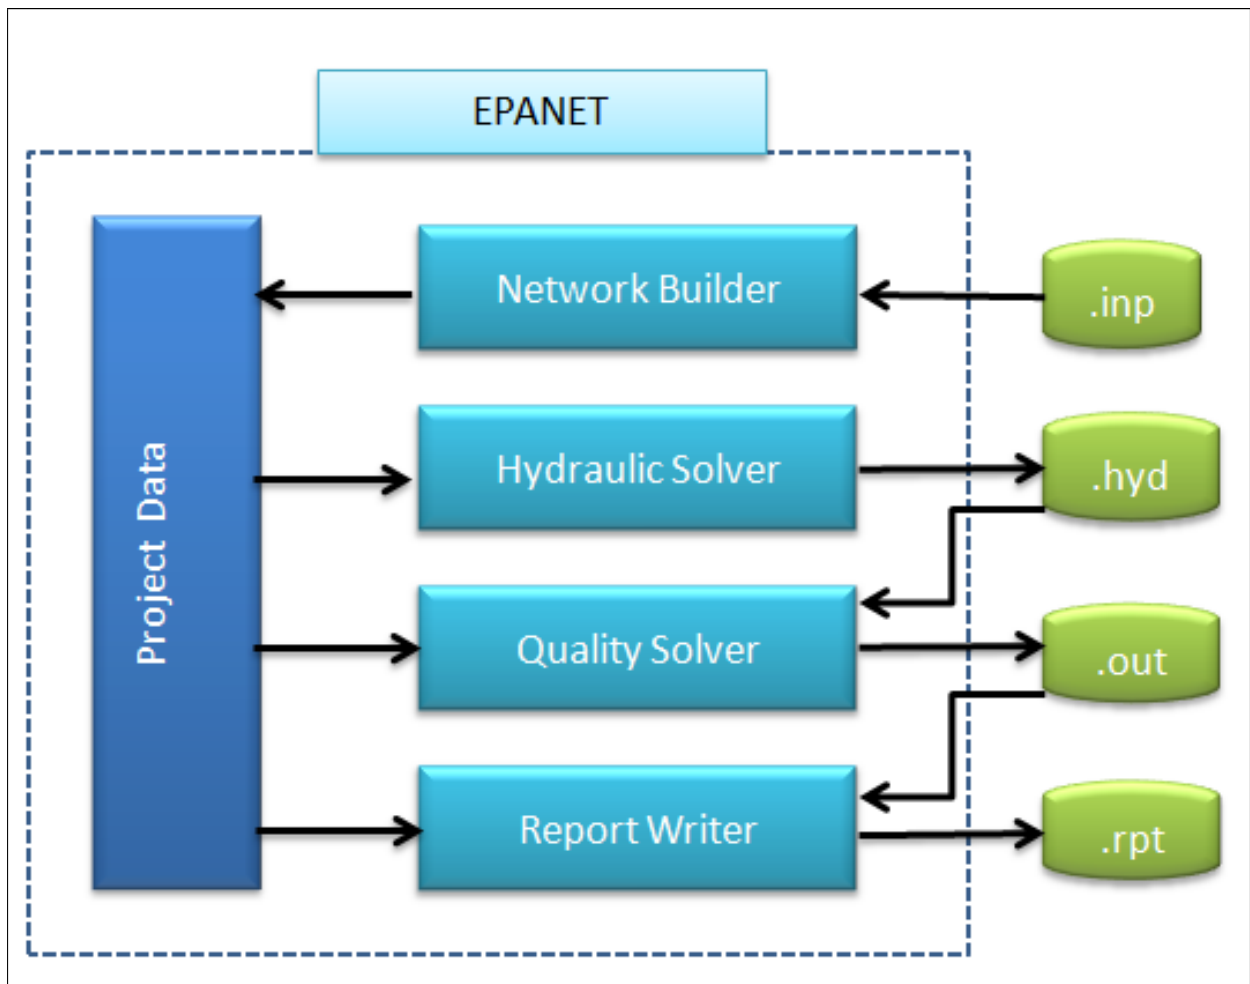 EPANET
Project Data
Network Builder
.inp
Hydraulic Solver
.hyd
Quality Solver
.out
Report Writer
.rpt